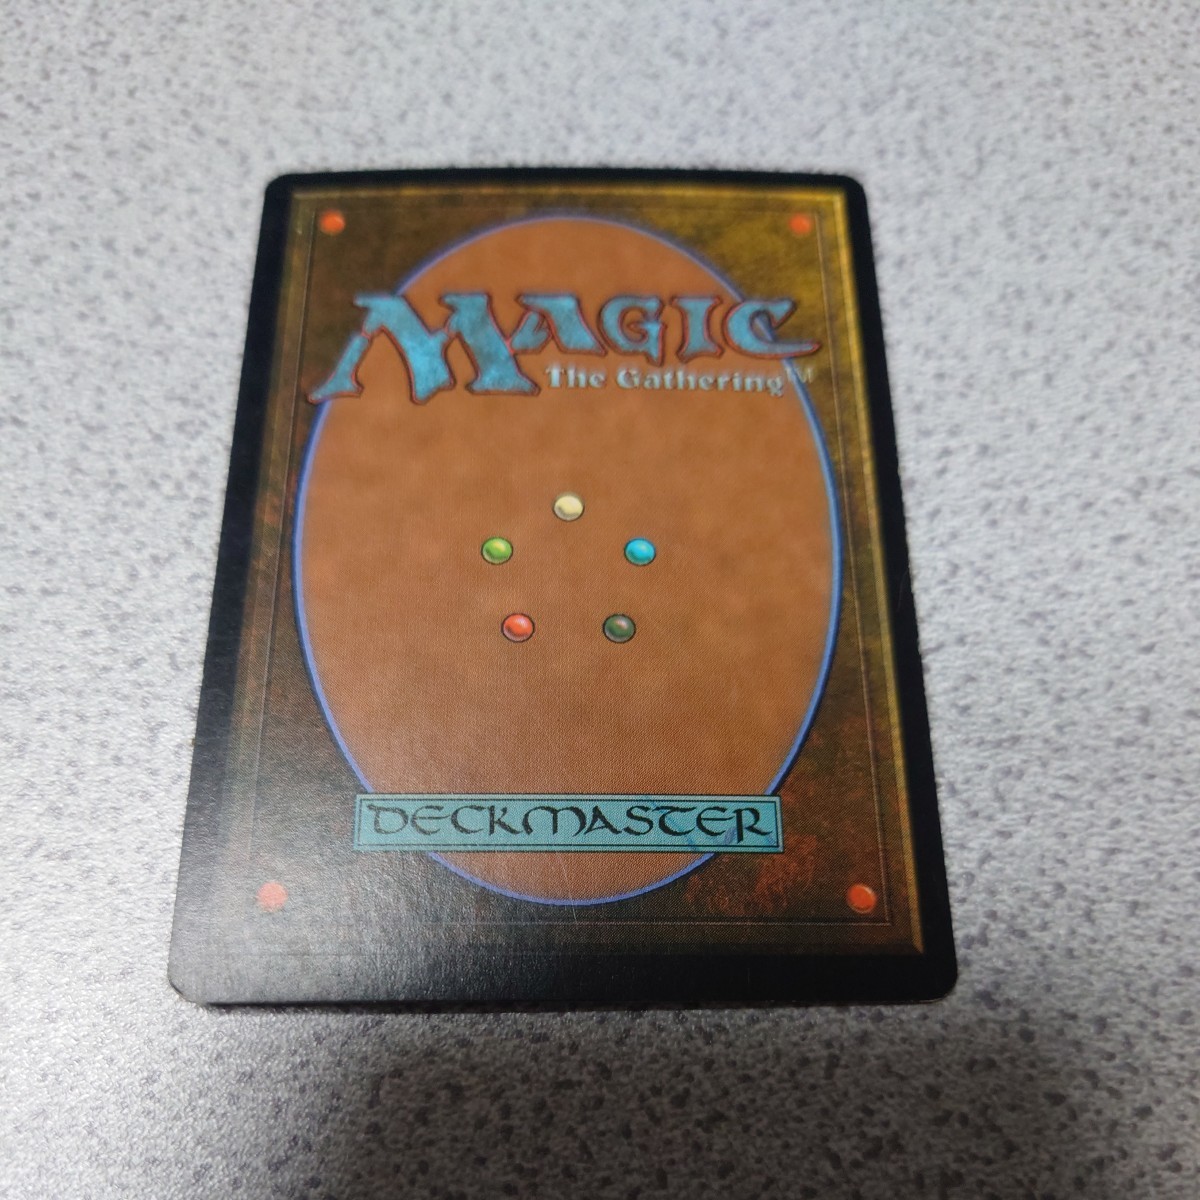 MAGIC
The Gathering™
DECKMASTER